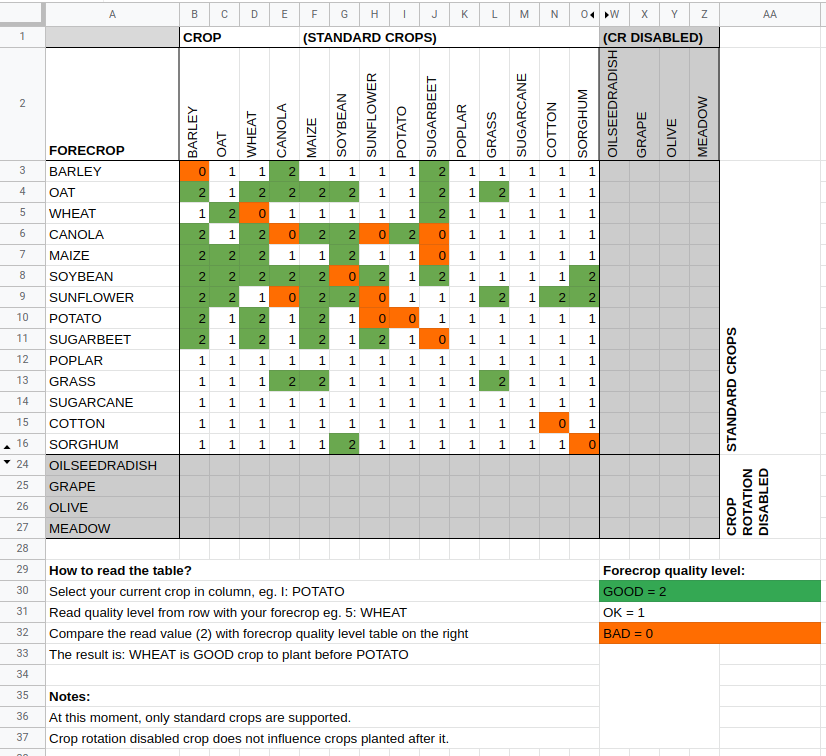 A B C D E F G H I J K L M N O W X Y Z AA
1 CROP (STANDARD CROPS) (CR DISABLED)
2 FORECROP BARLEY OAT WHEAT CANOLA MAIZE SOYBEAN SUNFLOWER POTATO SUGARBEET POPLAR GRASS SUGARCANE COTTON SORGHUM OILSEEDRADISH GRAPE OLIVE MEADOW
3 BARLEY 0 1 1 2 1 1 1 1 2 1 1 1 1 1
4 OAT 2 1 2 2 2 2 1 1 2 1 2 1 1 1
5 WHEAT 1 2 0 1 1 1 1 1 2 1 1 1 1 1
6 CANOLA 2 1 2 0 2 2 0 2 0 1 1 1 1 1
7 MAIZE 2 2 2 1 1 2 1 1 0 1 1 1 1 1
8 SOYBEAN 2 2 2 2 2 0 2 1 2 1 1 1 1 2
9 SUNFLOWER 2 2 1 0 2 2 0 1 1 1 2 1 2 2
10 POTATO 2 1 2 1 2 1 0 0 1 1 1 1 1 1
11 SUGARBEET 2 1 2 1 2 1 2 1 0 1 1 1 1 1
12 POPLAR 1 1 1 1 1 1 1 1 1 1 1 1 1 1
13 GRASS 1 1 1 2 2 1 1 1 1 1 2 1 1 1
14 SUGARCANE 1 1 1 1 1 1 1 1 1 1 1 1 1 1
15 COTTON 1 1 1 1 1 1 1 1 1 1 1 1 0 1
16 SORGHUM 1 1 1 1 1 2 1 1 1 1 1 1 1 0
STANDARD CROPS
24 OILSEEDRADISH
25 GRAPE
26 OLIVE
27 MEADOW
CROP
ROTATION
DISABLED
28
29 How to read the table? Forecrop quality level:
30 Select your current crop in column, eg. I: POTATO GOOD = 2
31 Read quality level from row with your forecrop eg. 5: WHEAT OK = 1
32 Compare the read value (2) with forecrop quality level table on the right BAD = 0
33 The result is: WHEAT is GOOD crop to plant before POTATO
34
35 Notes:
36 At this moment, only standard crops are supported.
37 Crop rotation disabled crop does not influence crops planted after it.